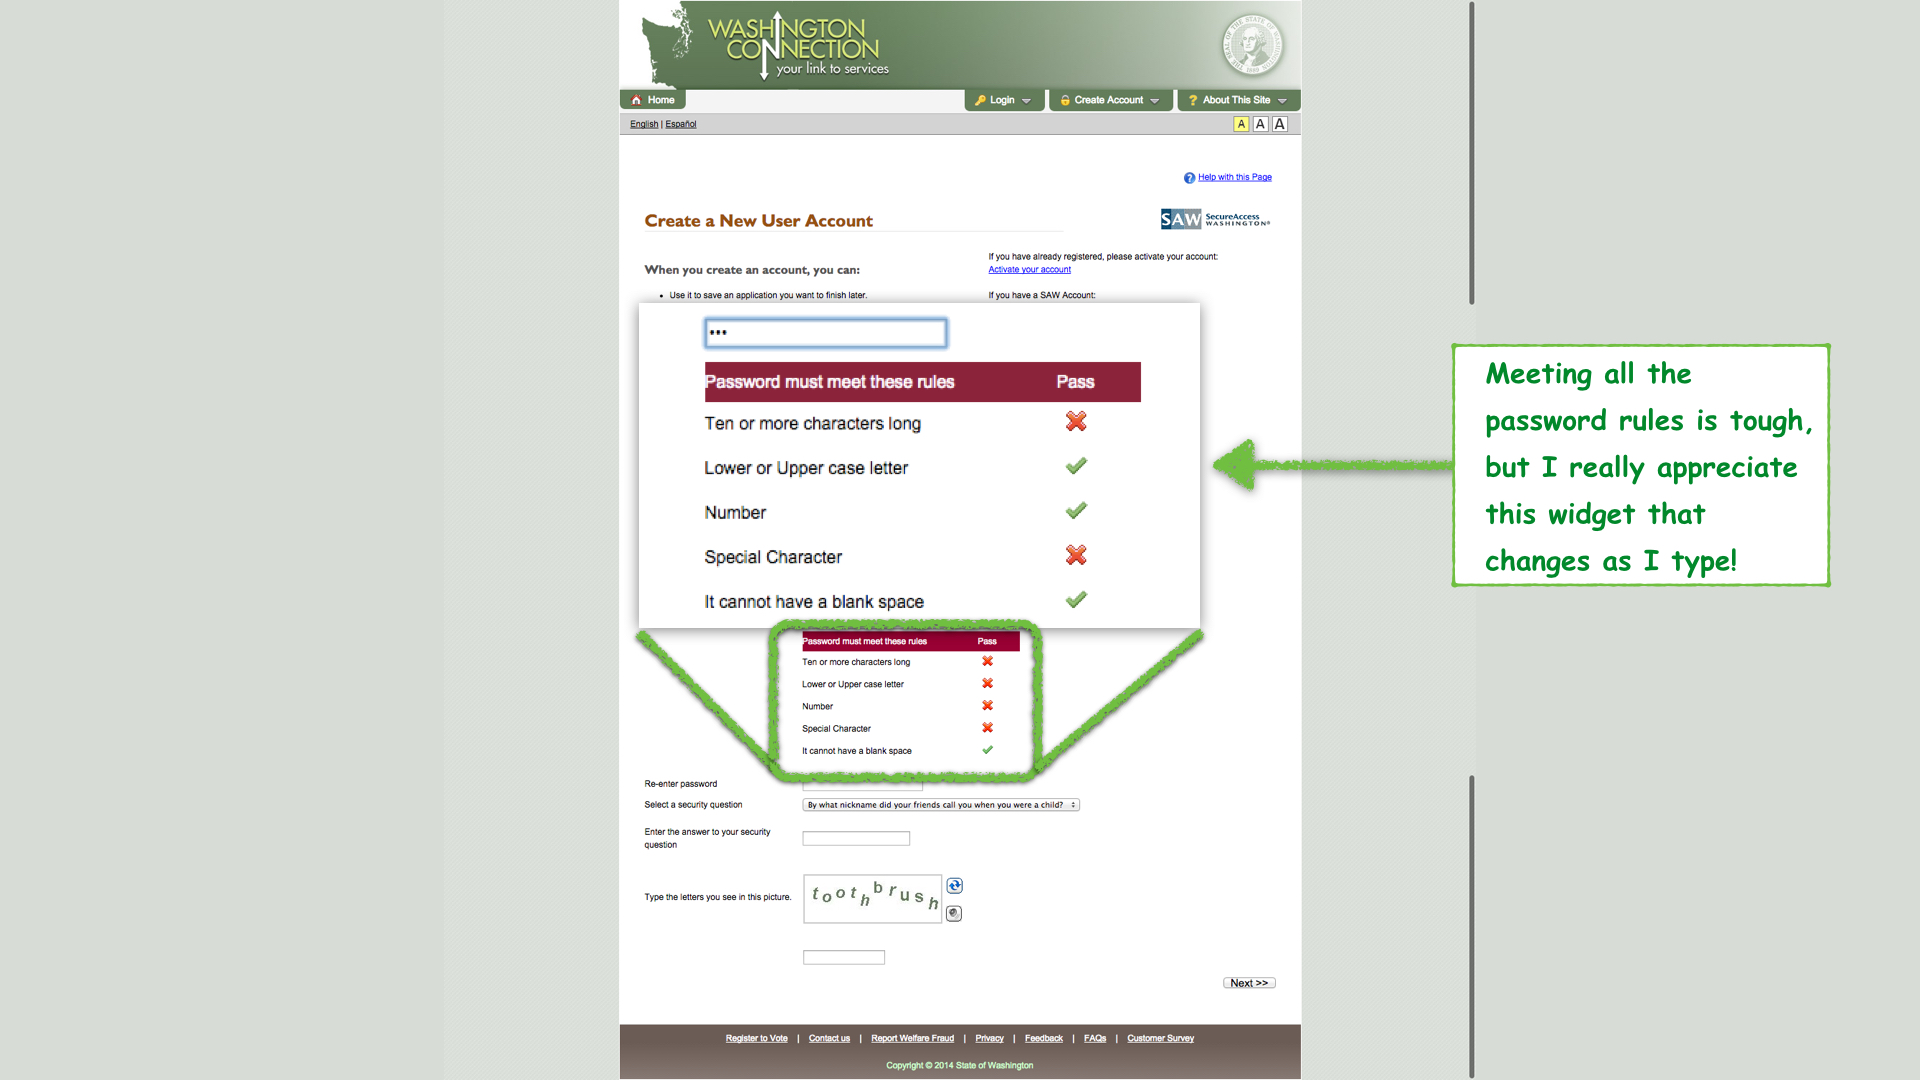 WASHINGTON
CONNECTION
your link to services
Home
Login
Create Account
? About This Site
English | Español
A A A
? Help with this Page
Create a New User Account
SAW SecureAccess
WASHINGTON®
If you have already registered, please activate your account:
Activate your account
When you create an account, you can:
• Use it to save an application you want to finish later.
If you have a SAW Account:
•••
Password must meet these rules Pass
Ten or more characters long
Lower or Upper case letter
Number
Special Character
It cannot have a blank space
Meeting all the
password rules is tough,
but I really appreciate
this widget that
changes as I type!
Password must meet these rules Pass
Ten or more characters long
Lower or Upper case letter
Number
Special Character
It cannot have a blank space
Re-enter password
Select a security question
By what nickname did your friends call you when you were a child?
Enter the answer to your security
question
Type the letters you see in this picture.
toothbrush
Next >>
Register to Vote | Contact us | Report Welfare Fraud | Privacy | Feedback | FAQs | Customer Survey
Copyright © 2014 State of Washington